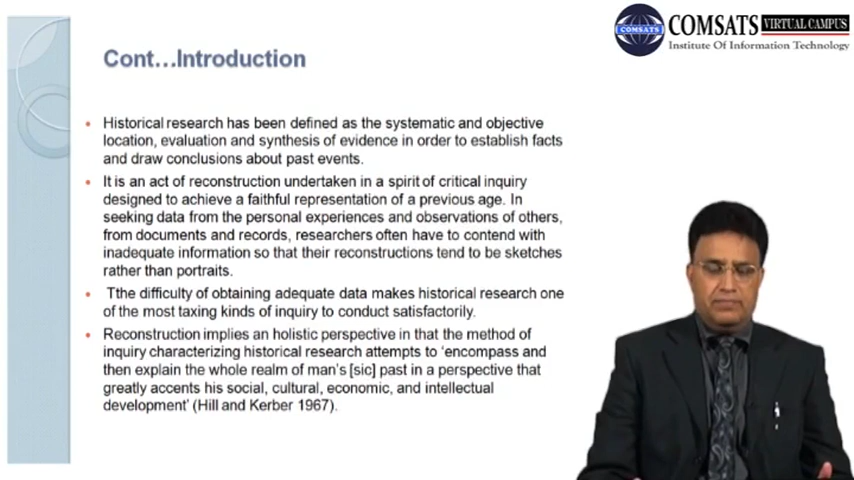 COMSATS VIRTUAL CAMPUS
COMSATS
Institute Of Information Technology
Cont...Introduction
Historical research has been defined as the systematic and objective
location, evaluation and synthesis of evidence in order to establish facts
and draw conclusions about past events.
It is an act of reconstruction undertaken in a spirit of critical inquiry
designed to achieve a faithful representation of a previous age. In
seeking data from the personal experiences and observations of others,
from documents and records, researchers often have to contend with
inadequate information so that their reconstructions tend to be sketches
rather than portraits.
Tthe difficulty of obtaining adequate data makes historical research one
of the most taxing kinds of inquiry to conduct satisfactorily.
Reconstruction implies an holistic perspective in that the method of
inquiry characterizing historical research attempts to ‘encompass and
then explain the whole realm of man’s [sic] past in a perspective that
greatly accents his social, cultural, economic, and intellectual
development’ (Hill and Kerber 1967).